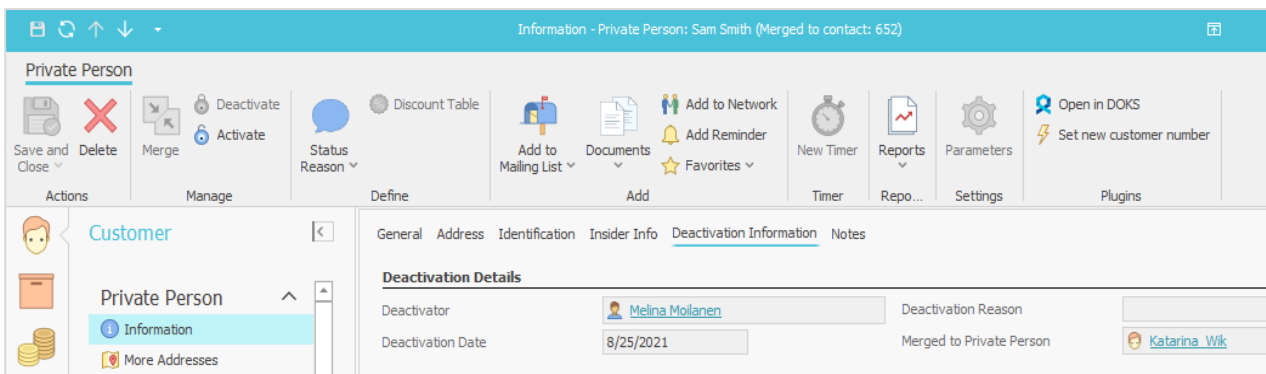 Information - Private Person: Sam Smith (Merged to contact: 652)
Private Person
Save and Close
Delete
Merge
Deactivate
Activate
Status Reason
Discount Table
Add to Mailing List
Documents
Add to Network
Add Reminder
Favorites
New Timer
Reports
Parameters
Open in DOKS
Set new customer number
Actions
Manage
Define
Add
Timer
Repo...
Settings
Plugins
Customer
Private Person
Information
More Addresses
General Address Identification Insider Info Deactivation Information Notes
Deactivation Details
Deactivator Melina Moilanen Deactivation Reason
Deactivation Date 8/25/2021 Merged to Private Person Katarina Wik